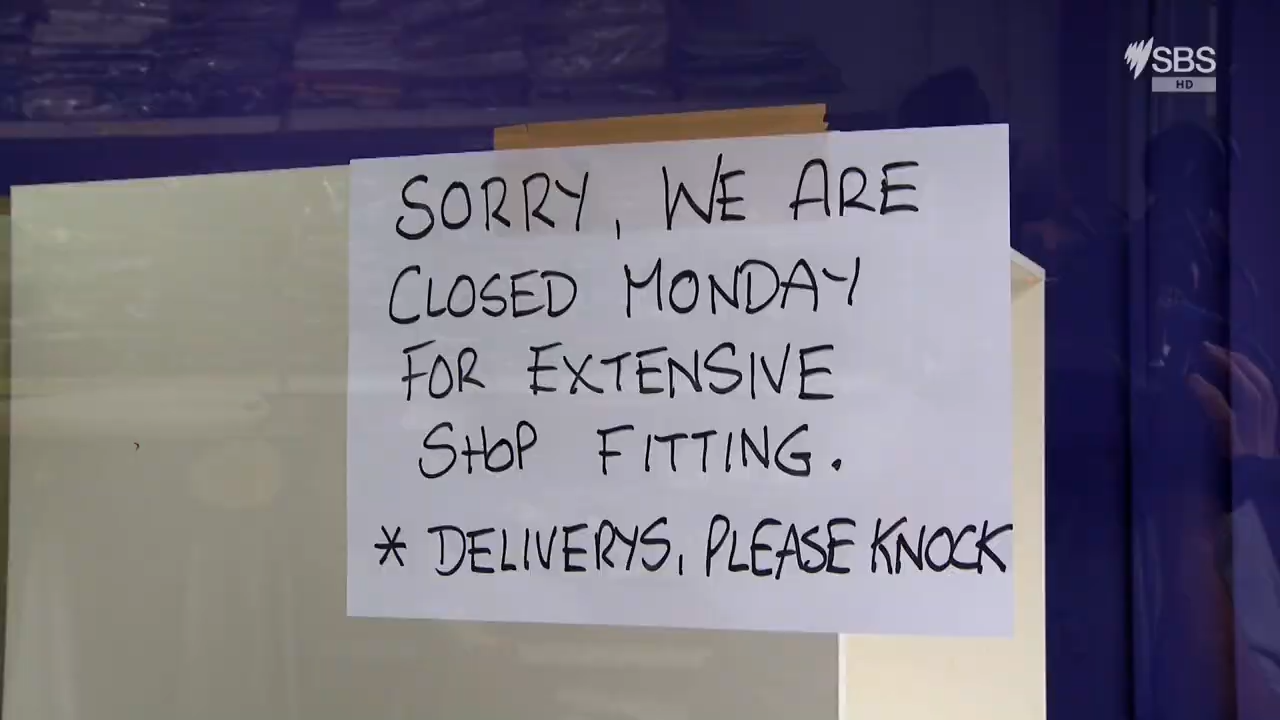 SBS
HD
SORRY, WE ARE
CLOSED MONDAY
FOR EXTENSIVE
SHOP FITTING.
* DELIVERYS, PLEASE KNOCK